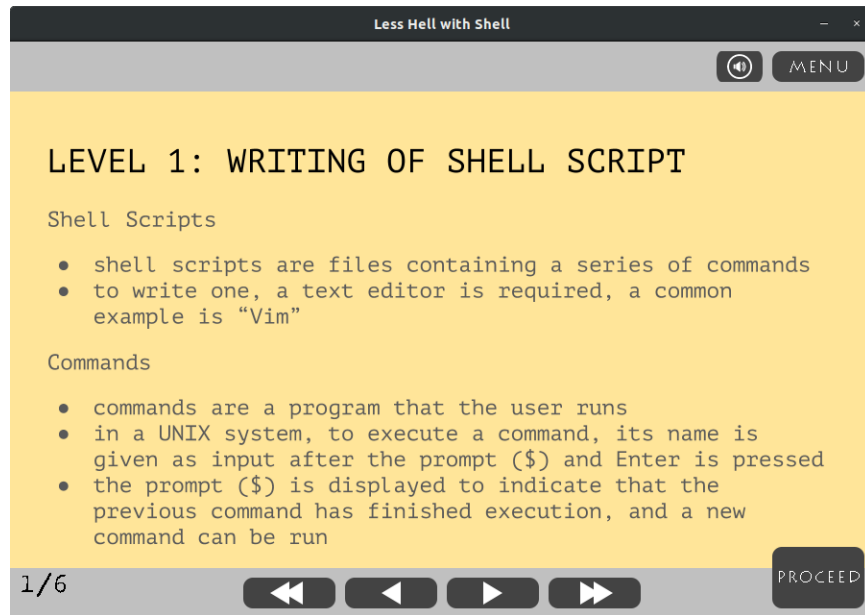 Less Hell with Shell
MENU
LEVEL 1: WRITING OF SHELL SCRIPT
Shell Scripts
● shell scripts are files containing a series of commands
● to write one, a text editor is required, a common
example is “Vim”
Commands
● commands are a program that the user runs
● in a UNIX system, to execute a command, its name is
given as input after the prompt ($) and Enter is pressed
● the prompt ($) is displayed to indicate that the
previous command has finished execution, and a new
command can be run
1/6
PROCEED